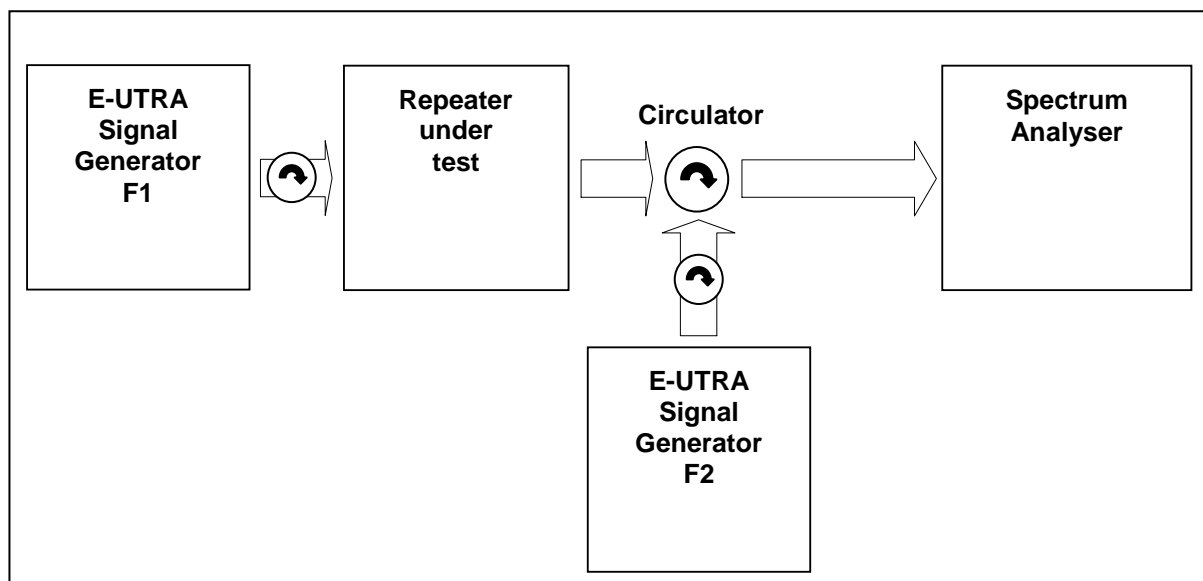 E-UTRA
Signal
Generator
F1
Repeater
under
test
Circulator
Spectrum
Analyser
E-UTRA
Signal
Generator
F2